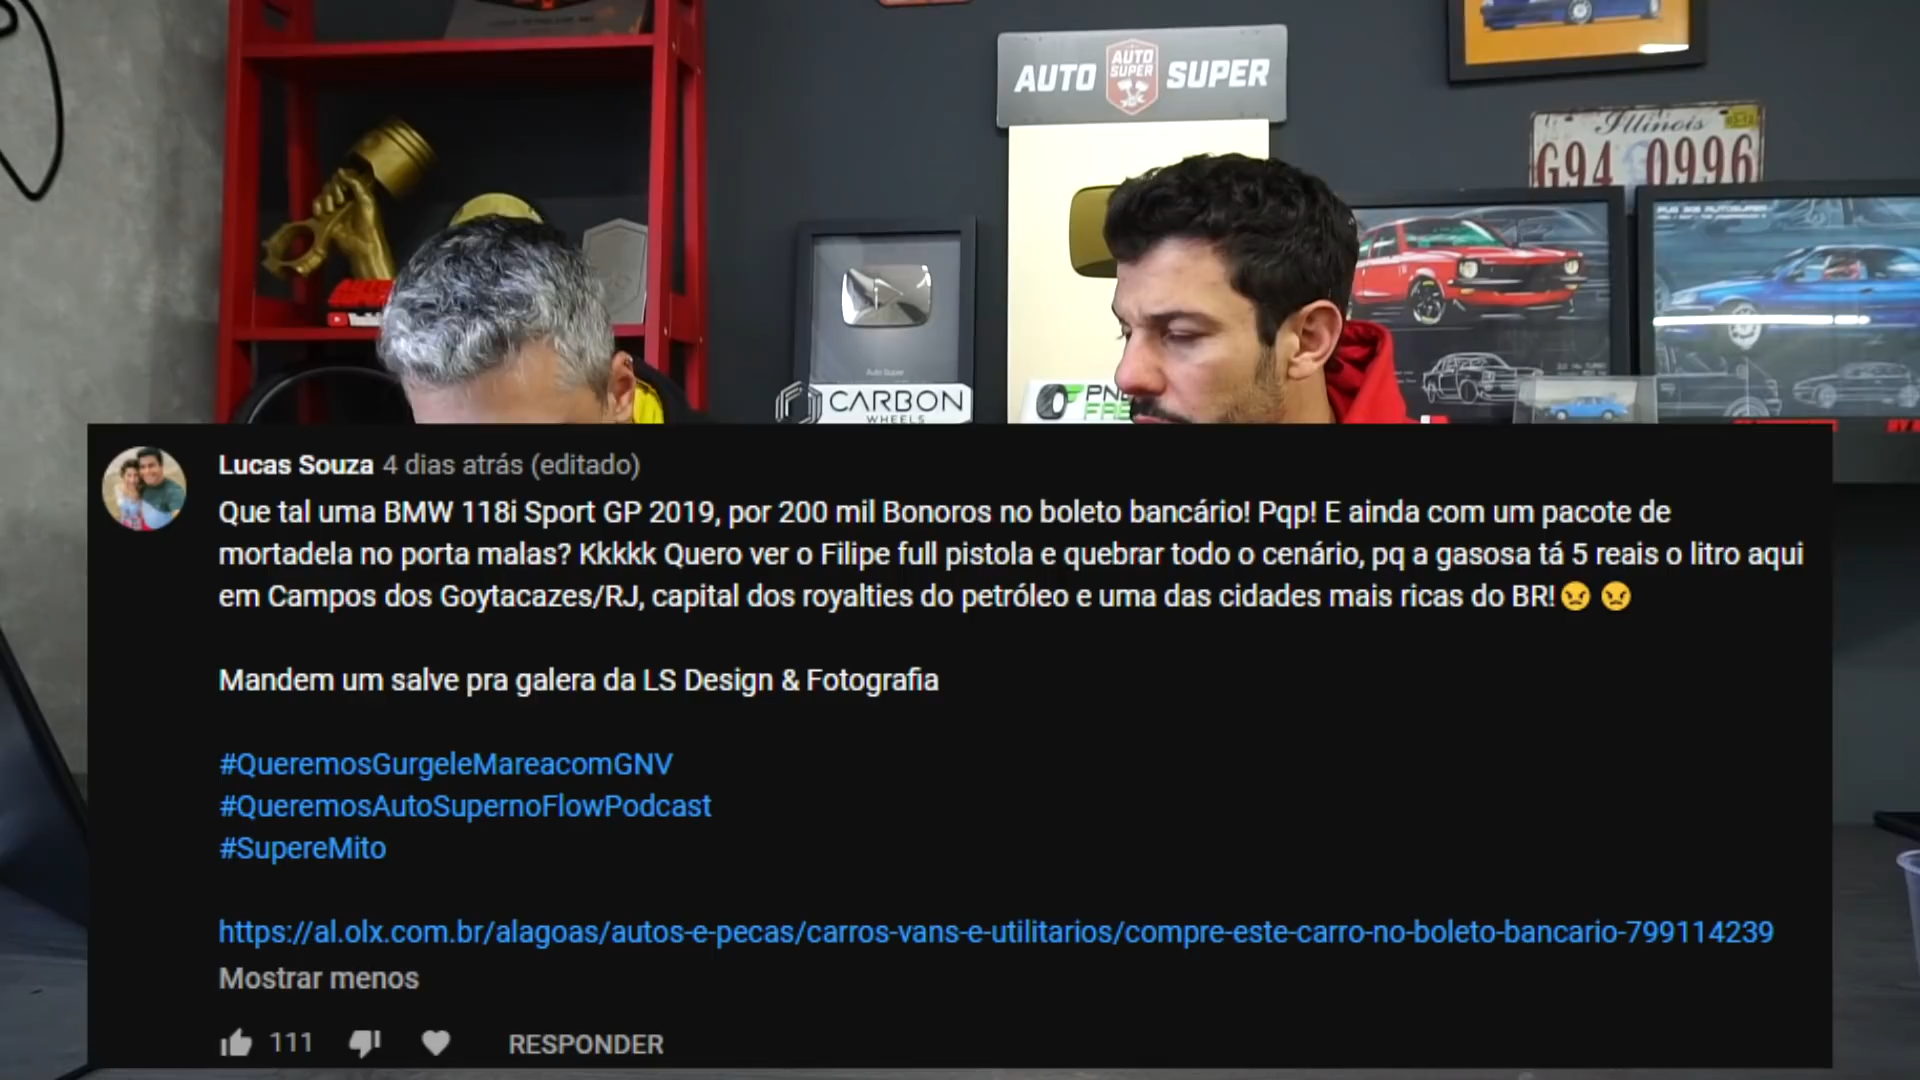 AUTO AUTO SUPER SUPER
Illinois
G94 0996
Auto Super
CARBON
WHEELS
Lucas Souza 4 dias atrás (editado)
Que tal uma BMW 118i Sport GP 2019, por 200 mil Bonoros no boleto bancário! Pqp! E ainda com um pacote de
mortadela no porta malas? Kkkkk Quero ver o Filipe full pistola e quebrar todo o cenário, pq a gasosa tá 5 reais o litro aqui
em Campos dos Goytacazes/RJ, capital dos royalties do petróleo e uma das cidades mais ricas do BR!😠 😠
Mandem um salve pra galera da LS Design & Fotografia
#QueremosGurgeleMareacomGNV
#QueremosAutoSupernoFlowPodcast
#SupereMito
https://al.olx.com.br/alagoas/autos-e-pecas/carros-vans-e-utilitarios/compre-este-carro-no-boleto-bancario-799114239
Mostrar menos
111 RESPONDER